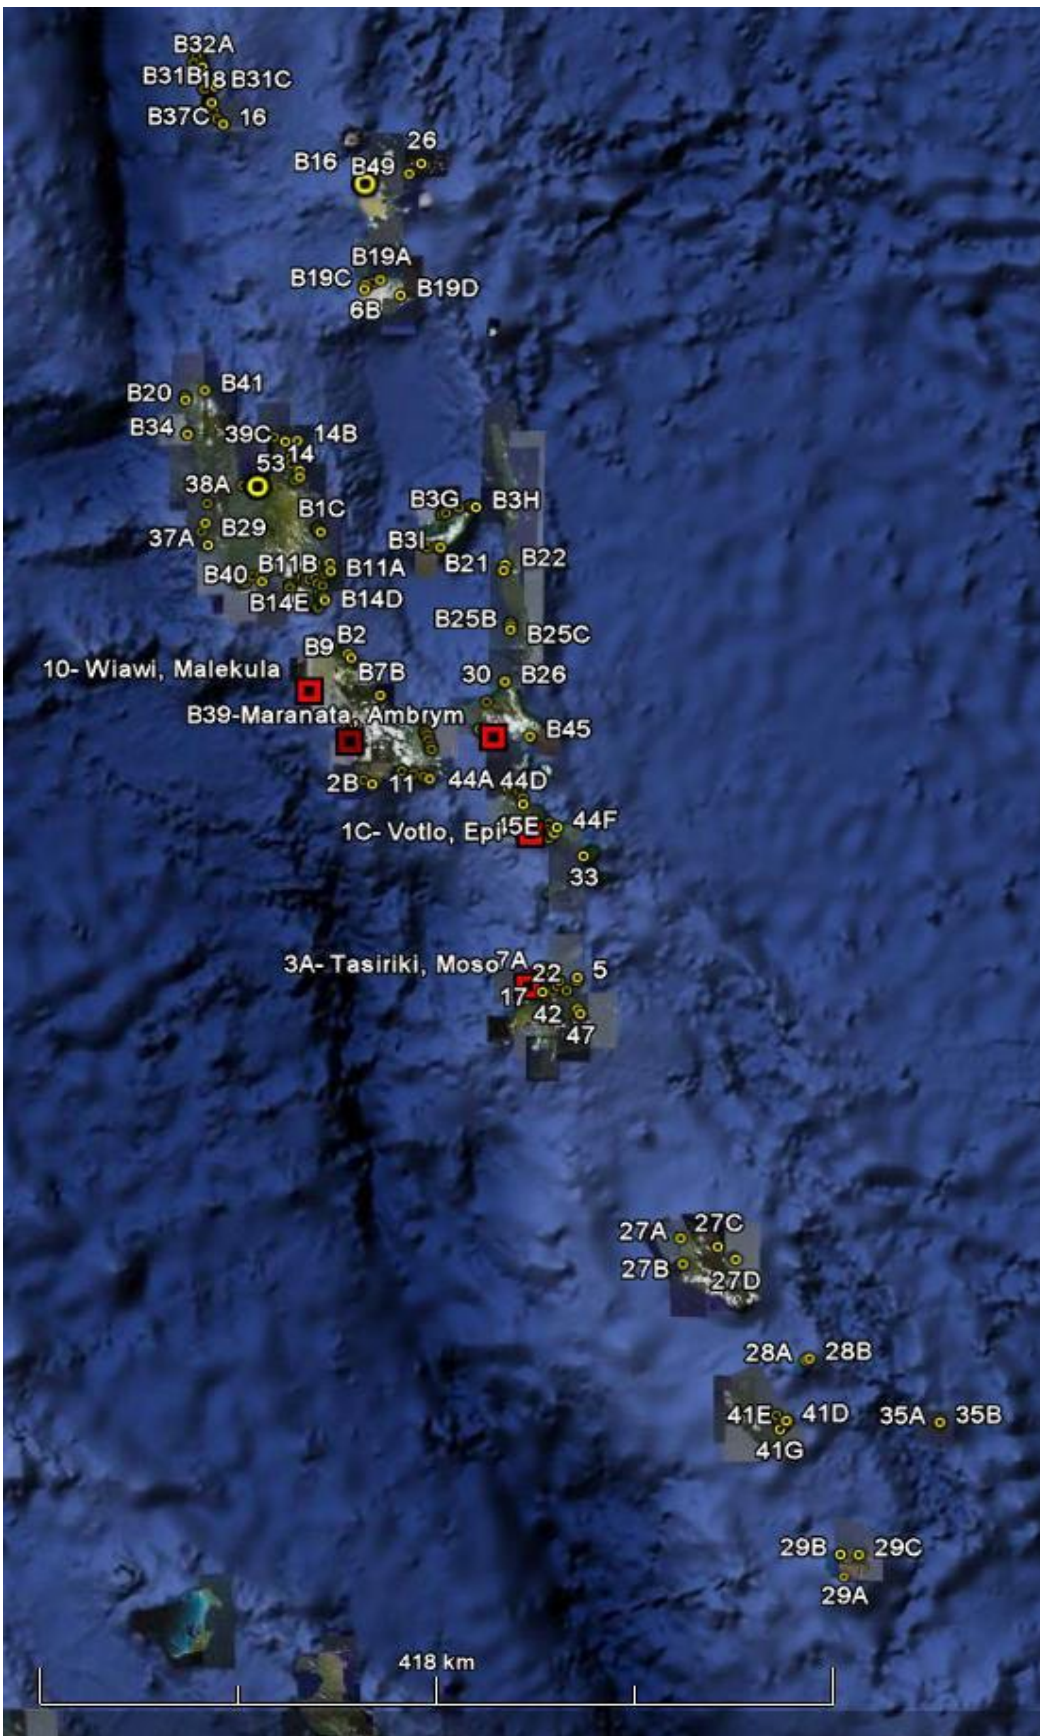 B32A
B31B 18 B31C
B37C 16
26
B16 B49
B19A
B19C B19D
6B
B20 B41
B34 39C 14B
53 14
38A
B3G B3H
B1C
37A B29
B3I B21 B22
B40 B11B B11A
B14E B14D
B25B
B25C
B2
B9
10- Wiawi, Malekula B7B 30 B26
B39-Maranata, Ambrym
B45
2B 11 44A 44D
1C- Votlo, Epi 45E 44F
33
3A- Tasiriki, Moso 7A 22 5
17
42
47
27A 27C
27B 27D
28A 28B
41E 41D 35A 35B
41G
29B 29C
29A
418 km